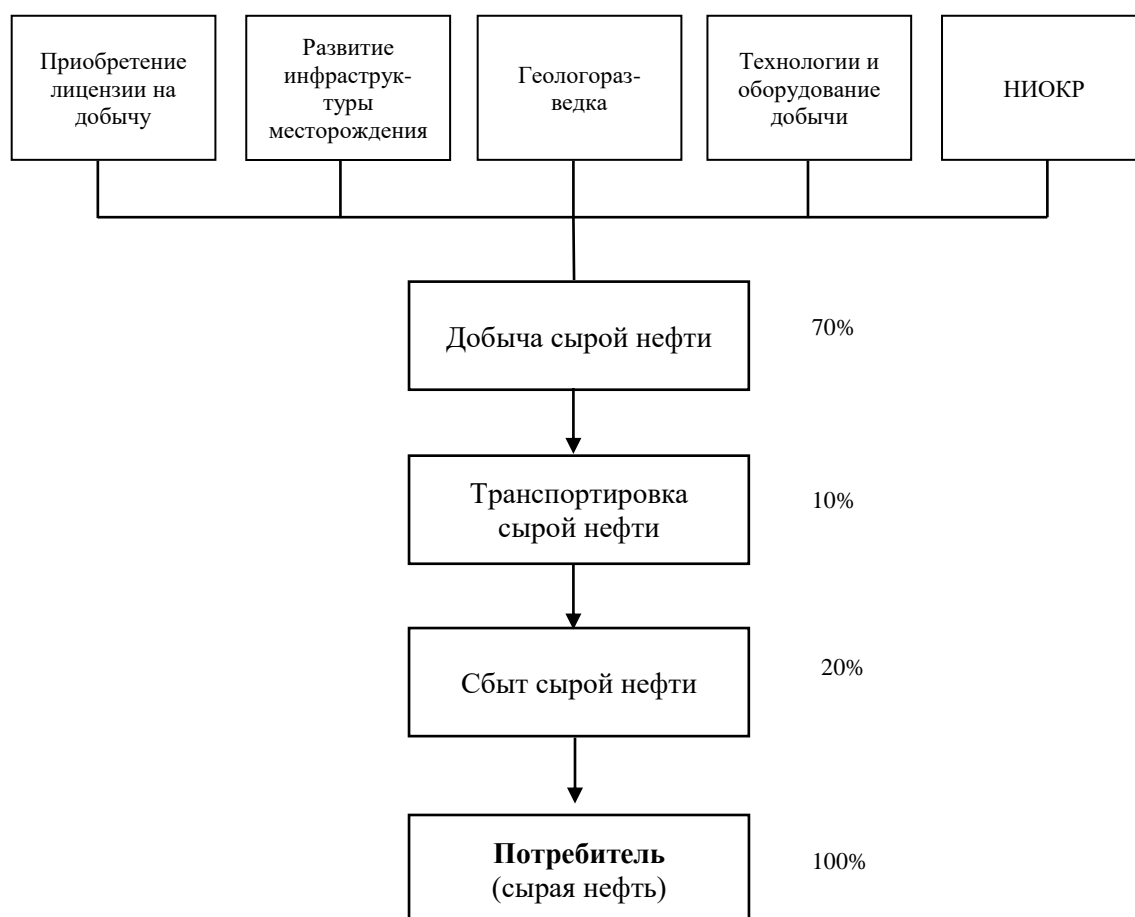 Приобретение
лицензии на
добычу
Развитие
инфраструк-
туры
месторождения
Геологораз-
ведка
Технологии и
оборудование
добычи
НИОКР
Добыча сырой нефти
70%
Транспортировка
сырой нефти
10%
Сбыт сырой нефти
20%
Потребитель
(сырая нефть)
100%